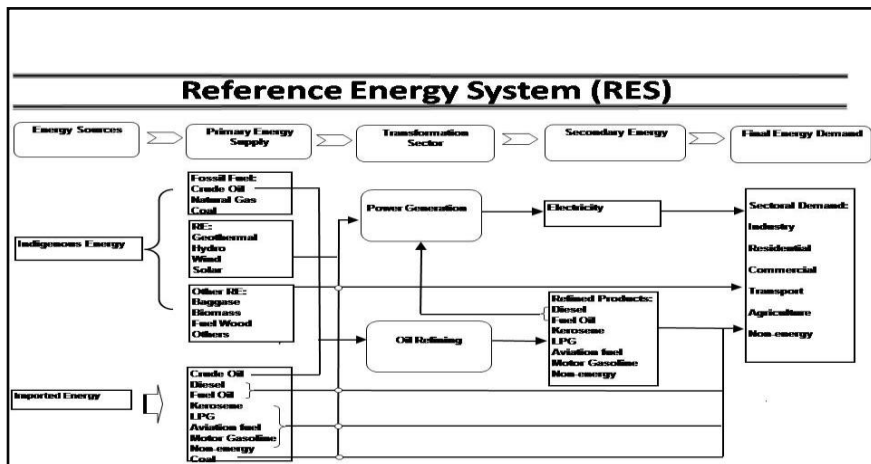 Reference Energy System (RES)
Energy Sources
Primary Energy
Supply
Transformation
Sector
Secondary Energy
Final Energy Demand
Indigenous Energy
Fossil Fuel:
Crude Oil
Natural Gas
Coal
RE:
Geothermal
Hydro
Wind
Solar
Other RE:
Baggase
Biomass
Fuel Wood
Others
Imported Energy
Crude Oil
Diesel
Fuel Oil
Kerosene
LPG
Aviation fuel
Motor Gasoline
Non-energy
Coal
Power Generation
Oil Refining
Electricity
Refined Products:
Diesel
Fuel Oil
Kerosene
LPG
Aviation fuel
Motor Gasoline
Non-energy
Sectoral Demand:
Industry
Residential
Commercial
Transport
Agriculture
Non-energy